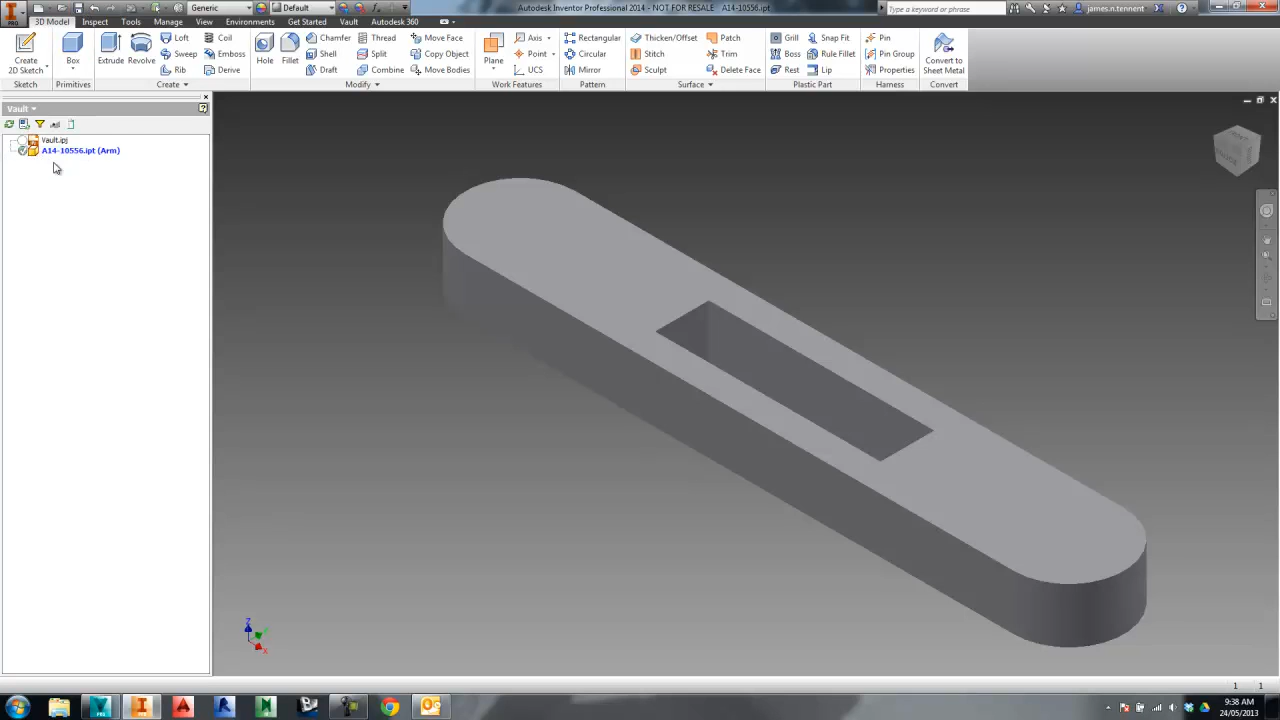 Generic Default Autodesk Inventor Professional 2014 - NOT FOR RESALE A14-10556.ipt Type a keyword or phrase james.n.tennent
PRO 3D Model Inspect Tools Manage View Environments Get Started Vault Autodesk 360
Create 2D Sketch Box Extrude Revolve Loft Coil Sweep Emboss Rib Derive Hole Fillet Chamfer Thread Move Face Shell Split Copy Object Draft Combine Move Bodies Plane Axis Point UCS Rectangular Circular Mirror Thicken/Offset Patch Stitch Trim Sculpt Delete Face Grill Snap Fit Boss Rule Fillet Rest Lip Pin Pin Group Properties Convert to Sheet Metal
Sketch Primitives Create Modify Work Features Pattern Surface Plastic Part Harness Convert
Vault
Vault.ipj
A14-10556.ipt (Arm)
Z
X
1 1
9:38 AM
24/05/2013